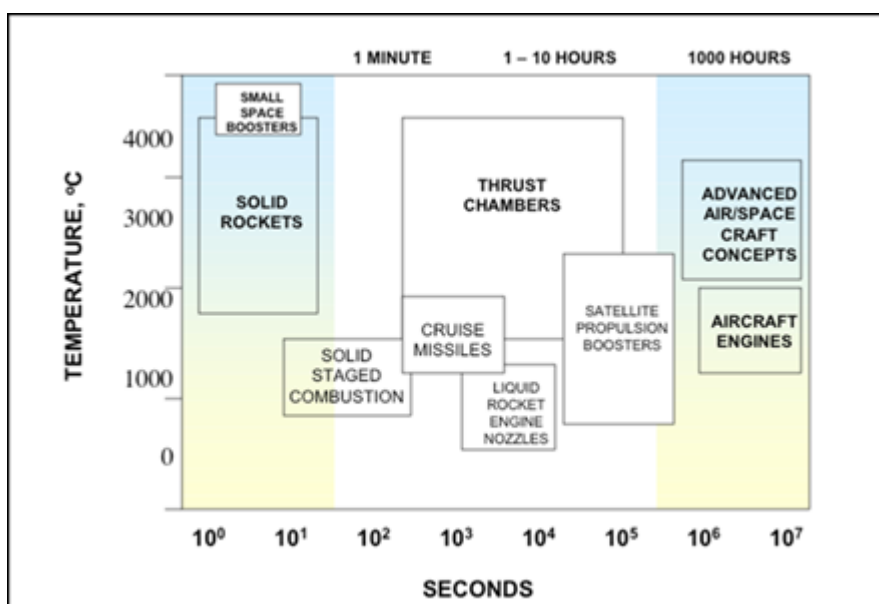 1 MINUTE
1 – 10 HOURS
1000 HOURS
TEMPERATURE, ºC
4000
3000
2000
1000
0
SMALL
SPACE
BOOSTERS
SOLID
ROCKETS
THRUST
CHAMBERS
ADVANCED
AIR/SPACE
CRAFT
CONCEPTS
SOLID
STAGED
COMBUSTION
CRUISE
MISSILES
LIQUID
ROCKET
ENGINE
NOZZLES
SATELLITE
PROPULSION
BOOSTERS
AIRCRAFT
ENGINES
10⁰ 10¹ 10² 10³ 10⁴ 10⁵ 10⁶ 10⁷
SECONDS